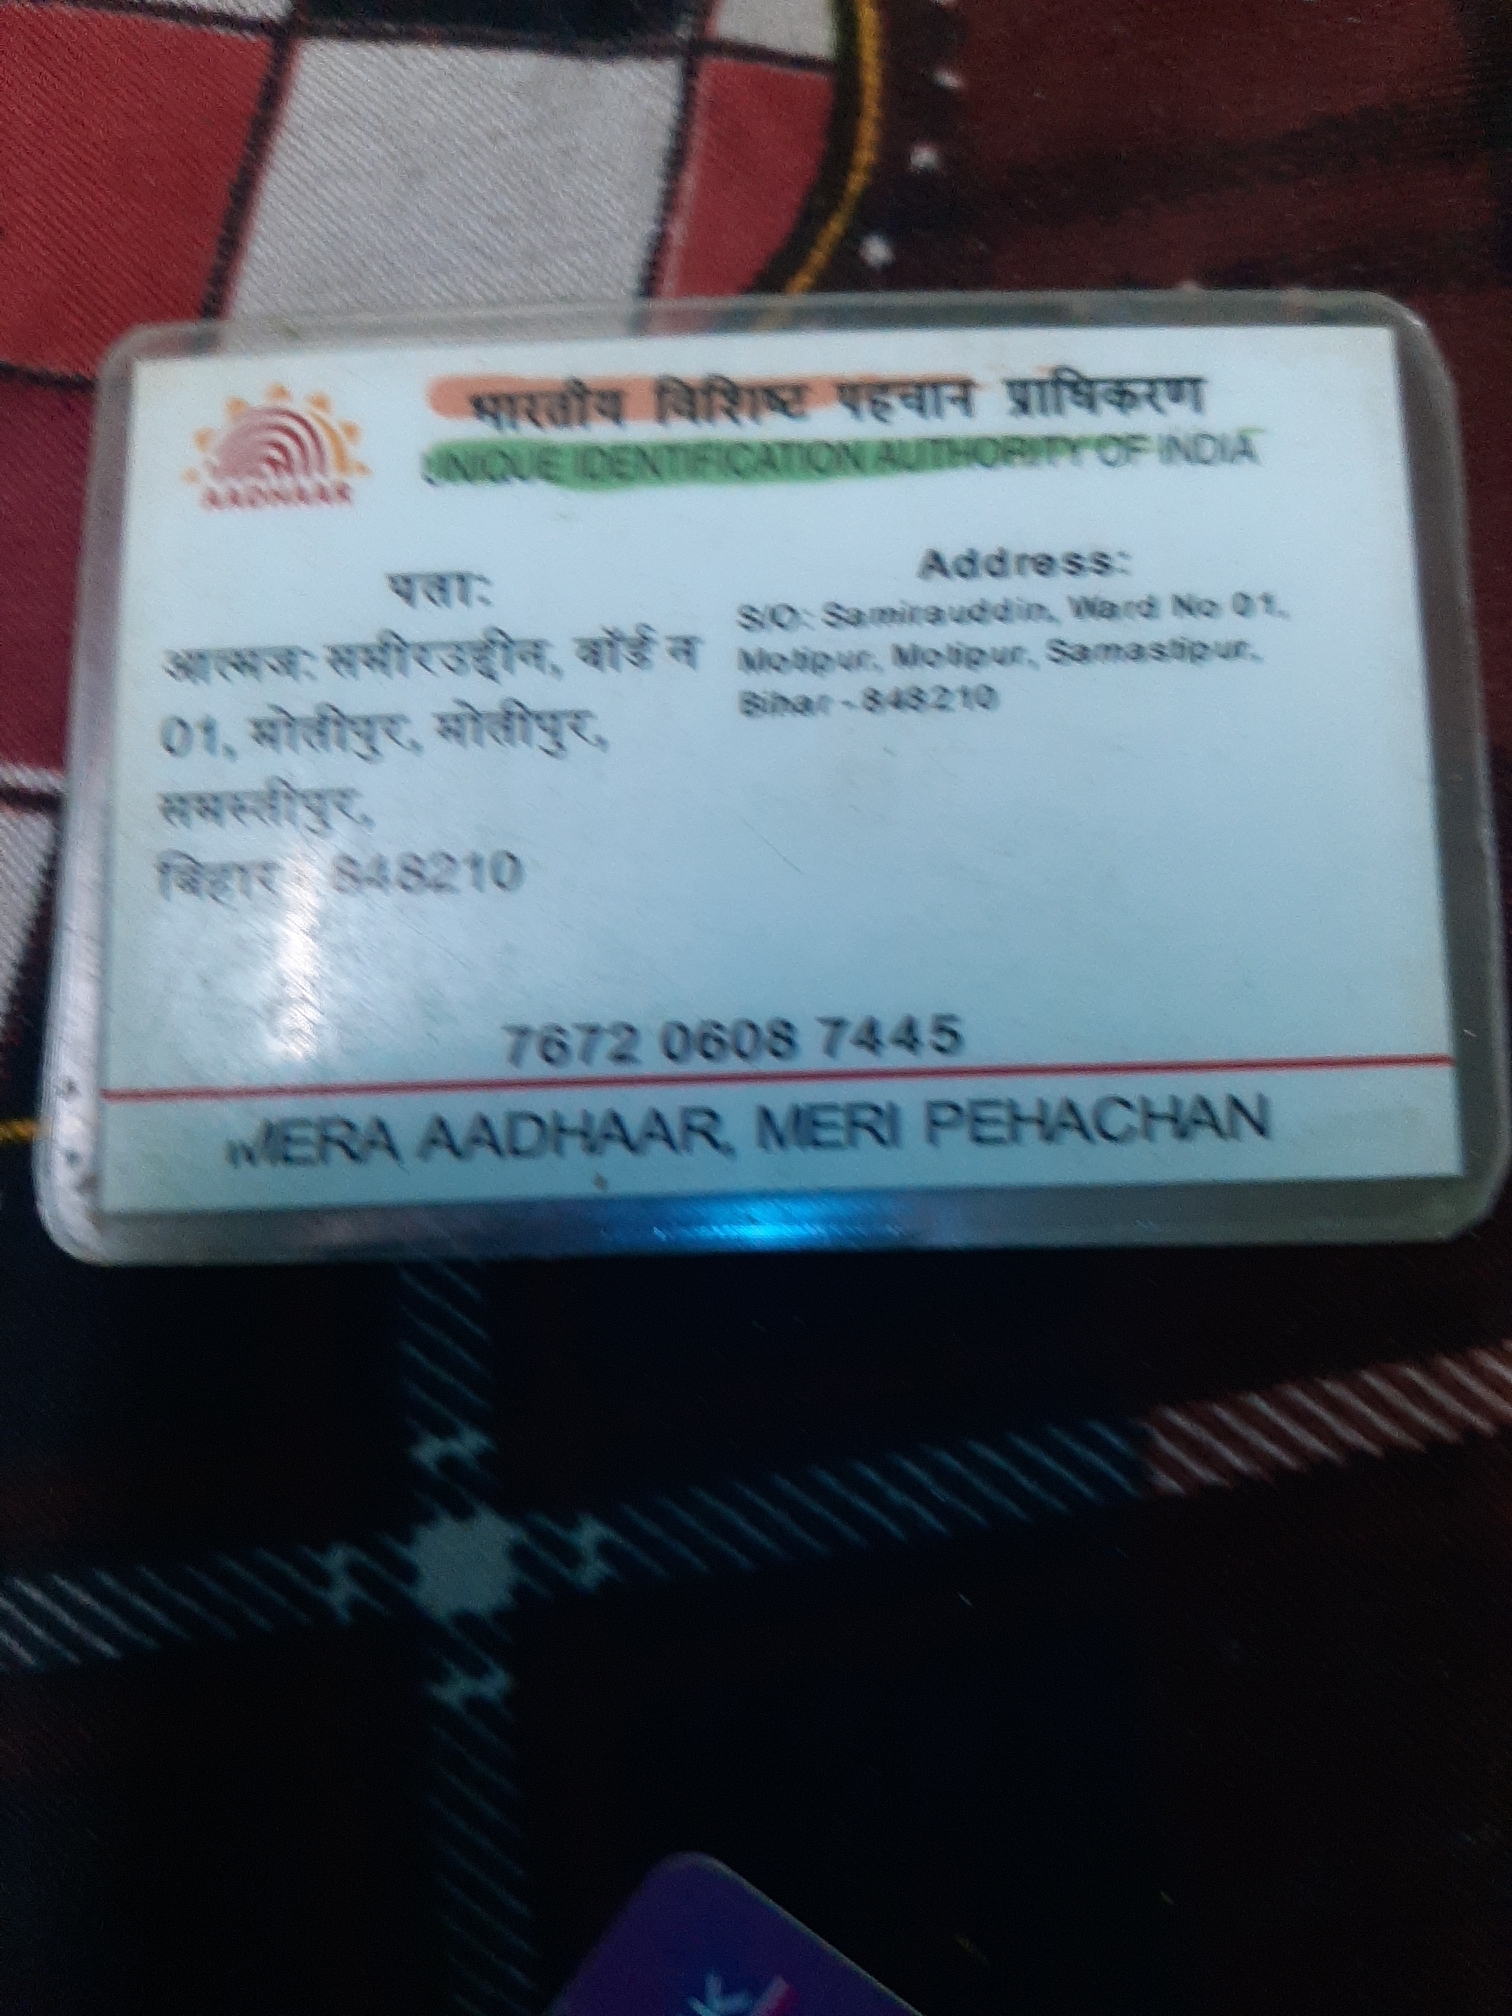 भारतीय विशिष्ट पहचान प्राधिकरण
UNIQUE IDENTIFICATION AUTHORITY OF INDIA
AADHAAR
पता:
आत्मज: समीरउद्दीन, वॉर्ड न
01, मोतीपुर, मोतीपुर,
समस्तीपुर,
बिहार - 848210
Address:
S/O: Samirauddin, Ward No 01,
Motipur, Motipur, Samastipur,
Bihar - 848210
7672 0608 7445
MERA AADHAAR, MERI PEHACHAN